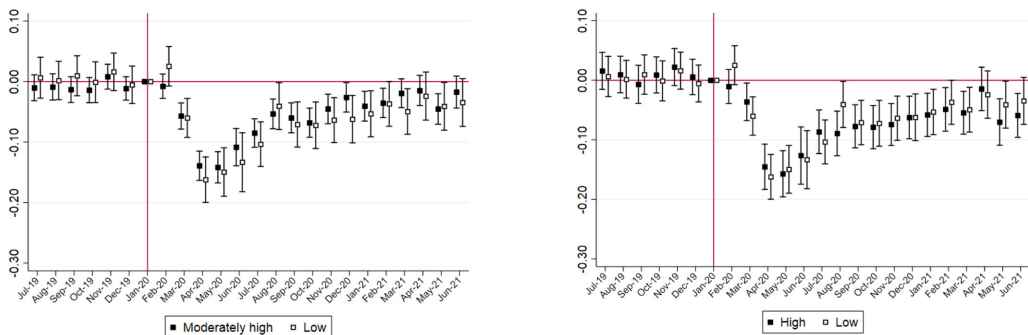 0.10
0.00
-0.10
-0.20
-0.30
Jul-19
Aug-19
Sep-19
Oct-19
Nov-19
Dec-19
Jan-20
Feb-20
Mar-20
Apr-20
May-20
Jun-20
Jul-20
Aug-20
Sep-20
Oct-20
Nov-20
Dec-20
Jan-21
Feb-21
Mar-21
Apr-21
May-21
Jun-21
Moderately high Low
0.10
0.00
-0.10
-0.20
-0.30
Jul-19
Aug-19
Sep-19
Oct-19
Nov-19
Dec-19
Jan-20
Feb-20
Mar-20
Apr-20
May-20
Jun-20
Jul-20
Aug-20
Sep-20
Oct-20
Nov-20
Dec-20
Jan-21
Feb-21
Mar-21
Apr-21
May-21
Jun-21
High Low